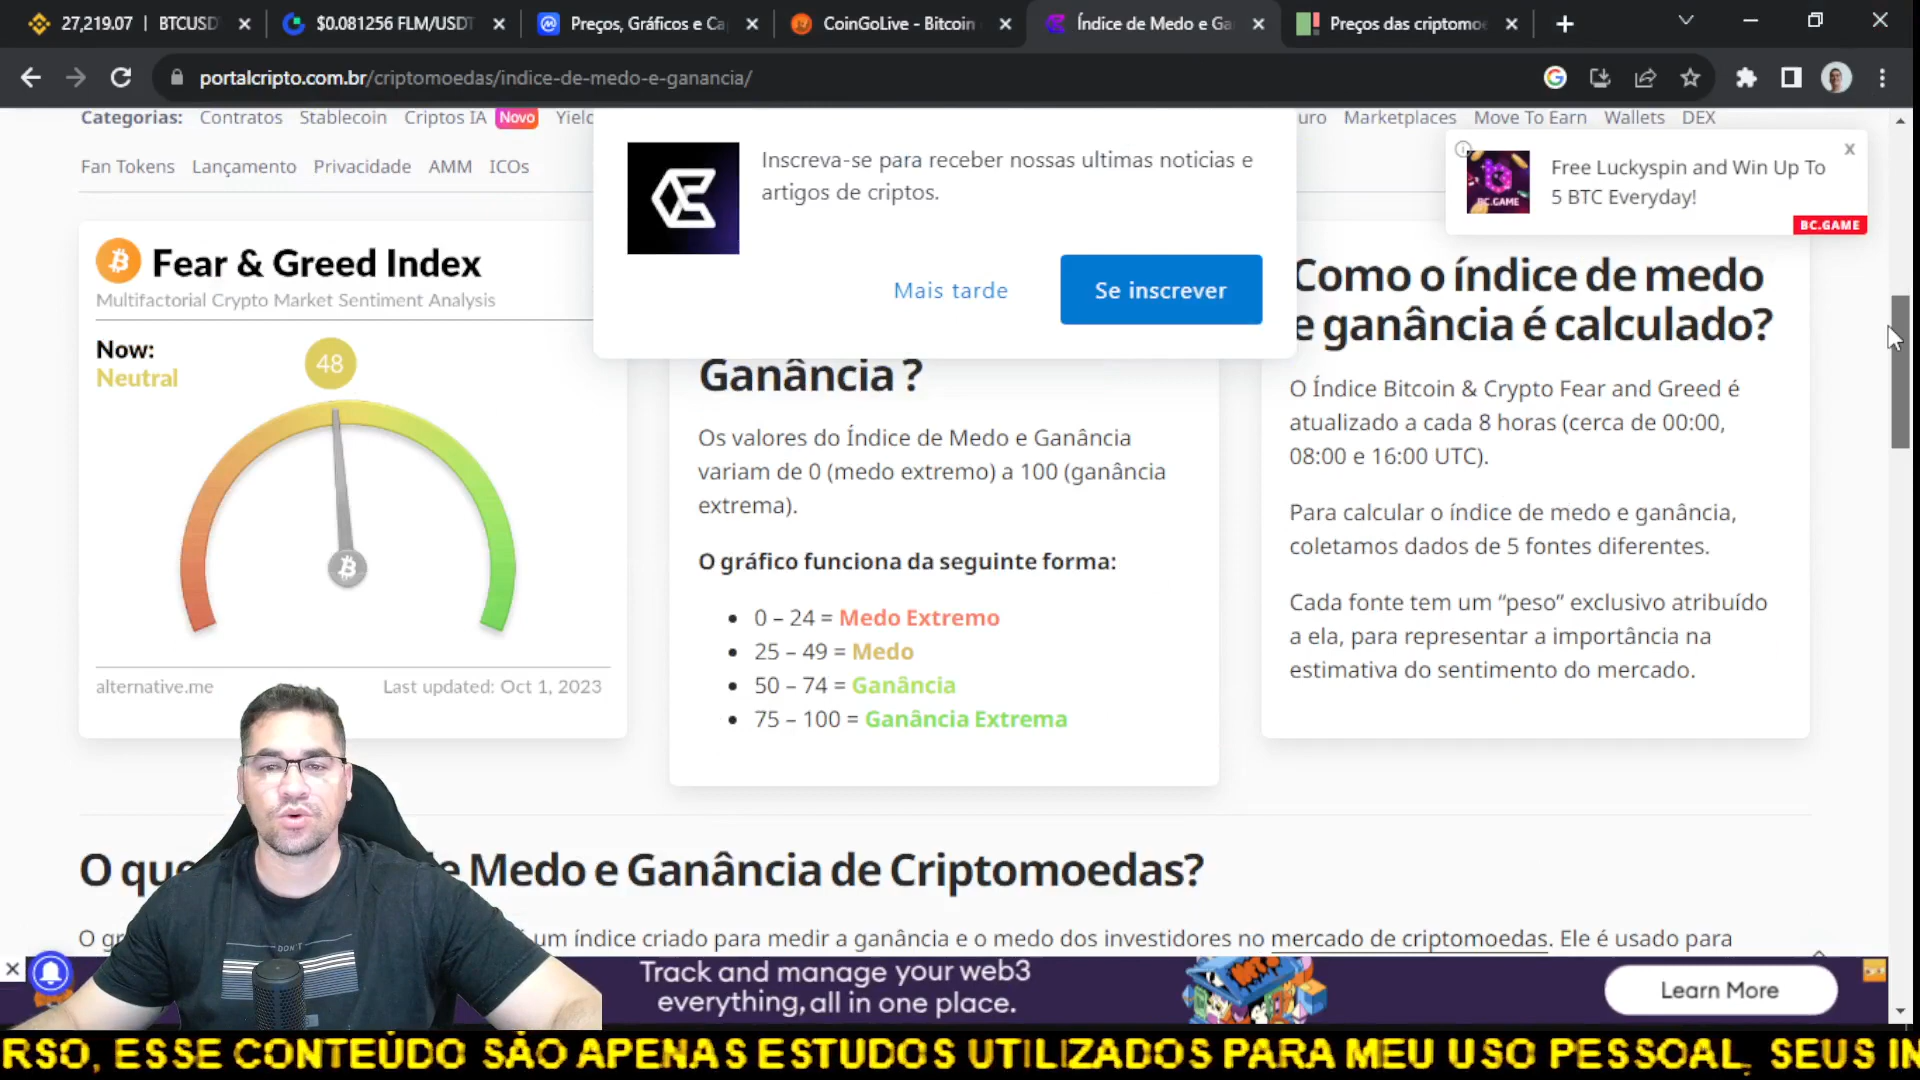 27,219.07 | BTCUSD
$0.081256 FLM/USDT
Preços, Gráficos e Ca
CoinGoLive - Bitcoin
Índice de Medo e Ga
Preços das criptomoe
portalcripto.com.br/criptomoedas/indice-de-medo-e-ganancia/
Categorias: Contratos Stablecoin Criptos IA Novo Yield
uro Marketplaces Move To Earn Wallets DEX
Fan Tokens Lançamento Privacidade AMM ICOs
Inscreva-se para receber nossas ultimas noticias e
artigos de criptos.
Mais tarde
Se inscrever
Free Luckyspin and Win Up To
5 BTC Everyday!
BC.GAME
BC.GAME
Fear & Greed Index
Multifactorial Crypto Market Sentiment Analysis
Now:
Neutral
48
alternative.me
Last updated: Oct 1, 2023
Ganância ?
Os valores do Índice de Medo e Ganância
variam de 0 (medo extremo) a 100 (ganância
extrema).
O gráfico funciona da seguinte forma:
0 – 24 = Medo Extremo
25 – 49 = Medo
50 – 74 = Ganância
75 – 100 = Ganância Extrema
Como o índice de medo
e ganância é calculado?
O Índice Bitcoin & Crypto Fear and Greed é
atualizado a cada 8 horas (cerca de 00:00,
08:00 e 16:00 UTC).
Para calcular o índice de medo e ganância,
coletamos dados de 5 fontes diferentes.
Cada fonte tem um “peso” exclusivo atribuído
a ela, para representar a importância na
estimativa do sentimento do mercado.
O que de Medo e Ganância de Criptomoedas?
O gr um índice criado para medir a ganância e o medo dos investidores no mercado de criptomoedas. Ele é usado para
DON'T
Track and manage your web3
everything, all in one place.
Learn More
RSO, ESSE CONTEÚDO SÃO APENAS ESTUDOS UTILIZADOS PARA MEU USO PESSOAL, SEUS IN